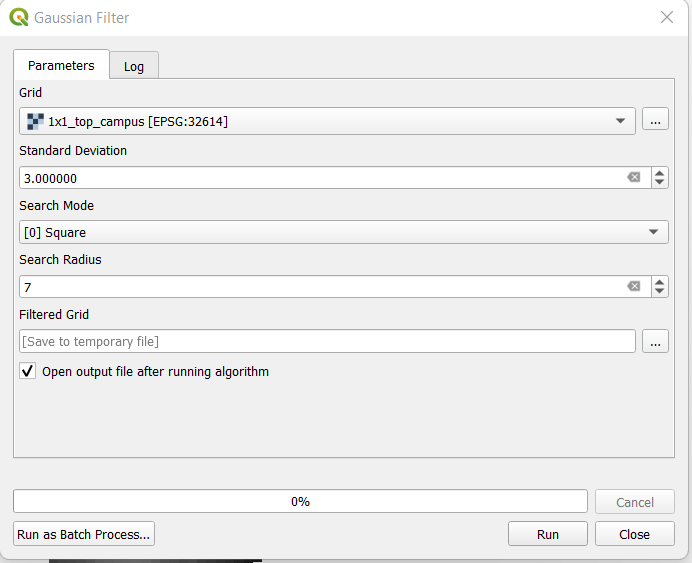 Gaussian Filter
Parameters
Log
Grid
1x1_top_campus [EPSG:32614]
...
Standard Deviation
3.000000
Search Mode
[0] Square
Search Radius
7
Filtered Grid
[Save to temporary file]
...
Open output file after running algorithm
0%
Cancel
Run as Batch Process...
Run
Close